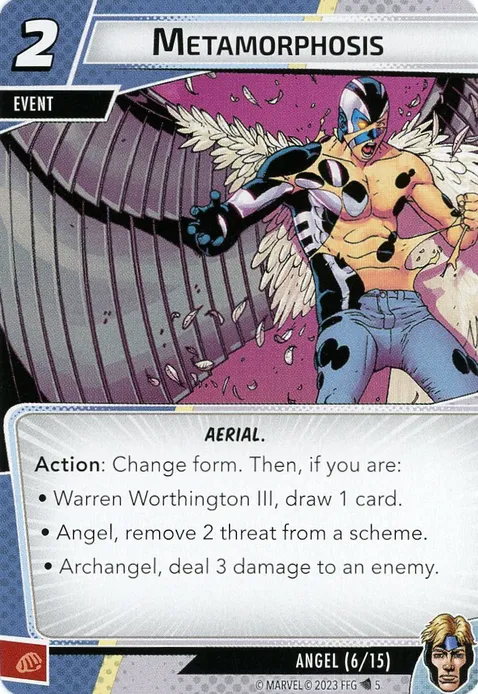 2
METAMORPHOSIS
EVENT
AERIAL.
Action: Change form. Then, if you are:
• Warren Worthington III, draw 1 card.
• Angel, remove 2 threat from a scheme.
• Archangel, deal 3 damage to an enemy.
ANGEL (6/15)
© MARVEL © 2023 FFG 5